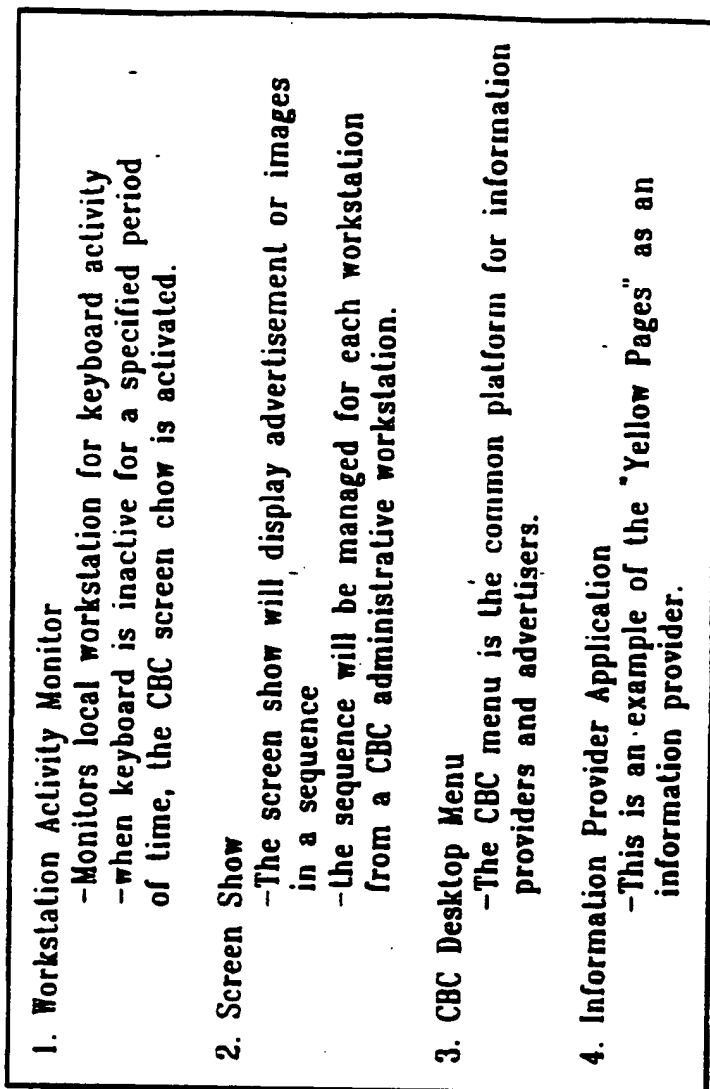 1. Workstation Activity Monitor
-Monitors local workstation for keyboard activity
-when keyboard is inactive for a specified period
of time, the CBC screen chow is activated.
2. Screen Show
-The screen show will display advertisement or images
in a sequence
-the sequence will be managed for each workstation
from a CBC administrative workstation.
3. CBC Desktop Menu
-The CBC menu is the common platform for information
providers and advertisers.
4. Information Provider Application
-This is an example of the "Yellow Pages" as an
information provider.